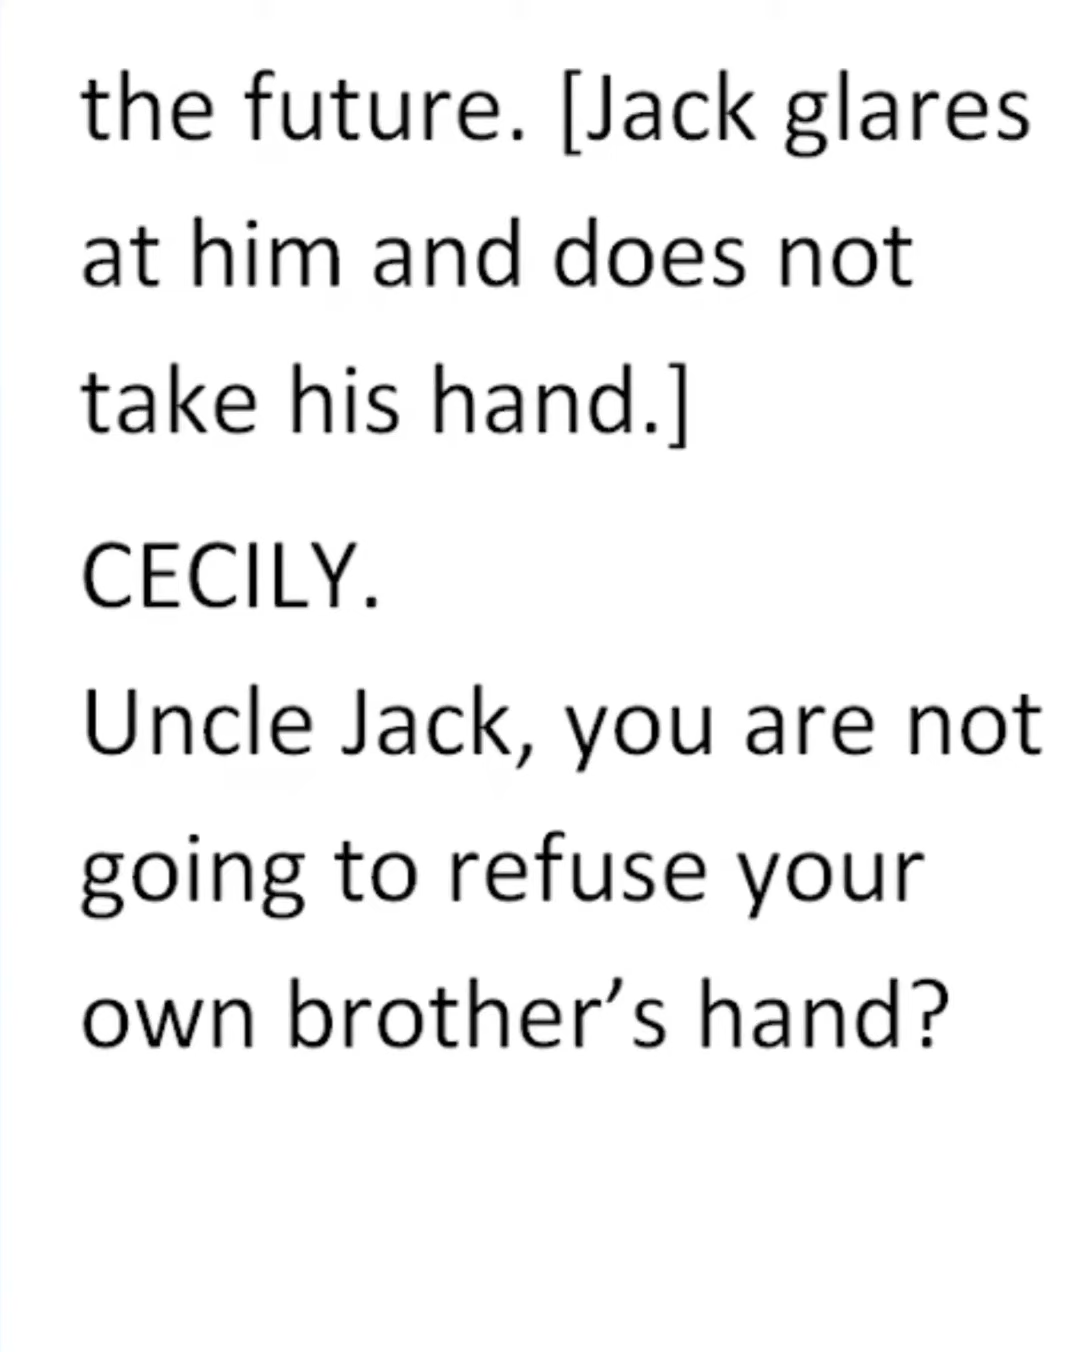 the future. [Jack glares
at him and does not
take his hand.]
CECILY.
Uncle Jack, you are not
going to refuse your
own brother’s hand?